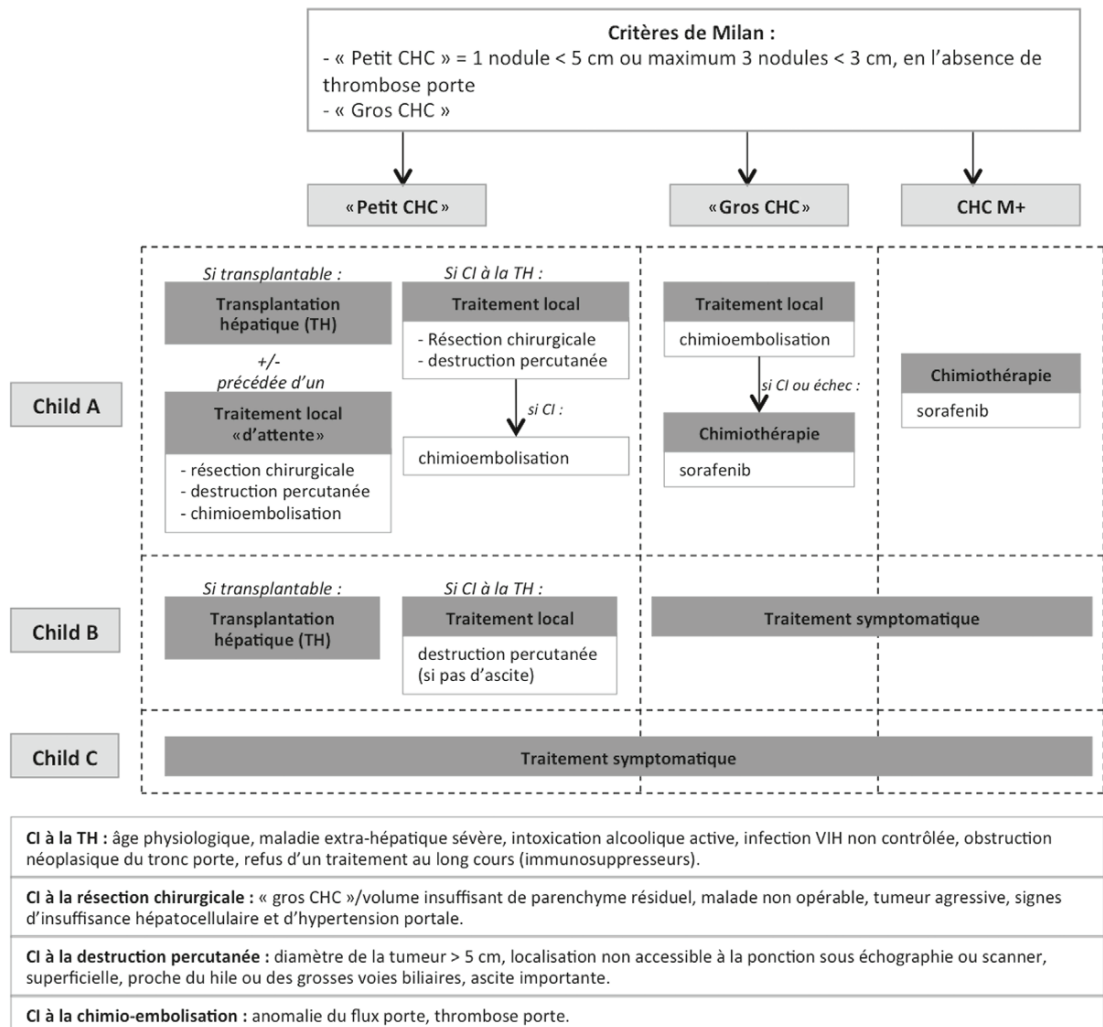 Critères de Milan :
- « Petit CHC » = 1 nodule < 5 cm ou maximum 3 nodules < 3 cm, en l'absence de
thrombose porte
- « Gros CHC »
«Petit CHC»
«Gros CHC»
CHC M+
Child A
Si transplantable :
Transplantation
hépatique (TH)
+/-
précédée d'un
Traitement local
«d'attente»
- résection chirurgicale
- destruction percutanée
- chimioembolisation
Si CI à la TH :
Traitement local
- Résection chirurgicale
- destruction percutanée
si CI :
chimioembolisation
Traitement local
chimioembolisation
si CI ou échec :
Chimiothérapie
sorafenib
Chimiothérapie
sorafenib
Child B
Si transplantable :
Transplantation
hépatique (TH)
Si CI à la TH :
Traitement local
destruction percutanée
(si pas d'ascite)
Traitement symptomatique
Child C
Traitement symptomatique
CI à la TH : âge physiologique, maladie extra-hépatique sévère, intoxication alcoolique active, infection VIH non contrôlée, obstruction
néoplasique du tronc porte, refus d'un traitement au long cours (immunosuppresseurs).
CI à la résection chirurgicale : « gros CHC »/volume insuffisant de parenchyme résiduel, malade non opérable, tumeur agressive, signes
d'insuffisance hépatocellulaire et d'hypertension portale.
CI à la destruction percutanée : diamètre de la tumeur > 5 cm, localisation non accessible à la ponction sous échographie ou scanner,
superficielle, proche du hile ou des grosses voies biliaires, ascite importante.
CI à la chimio-embolisation : anomalie du flux porte, thrombose porte.